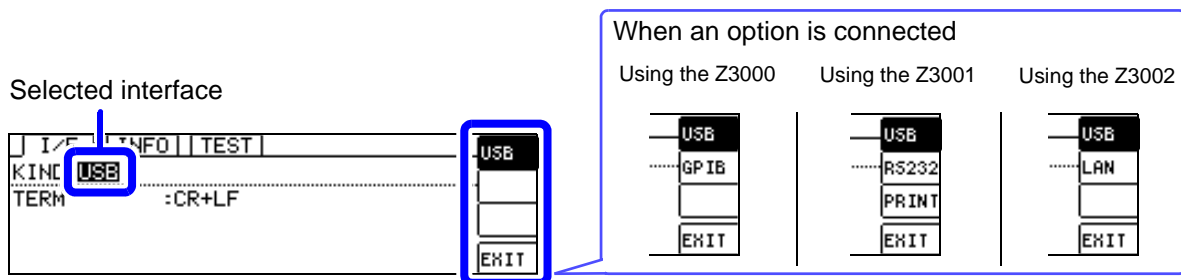 When an option is connected
Using the Z3000 Using the Z3001 Using the Z3002
Selected interface
I/F INFO TEST
KIND USB
TERM :CR+LF
USB
EXIT
USB
GPIB
EXIT
USB
RS232
PRINT
EXIT
USB
LAN
EXIT